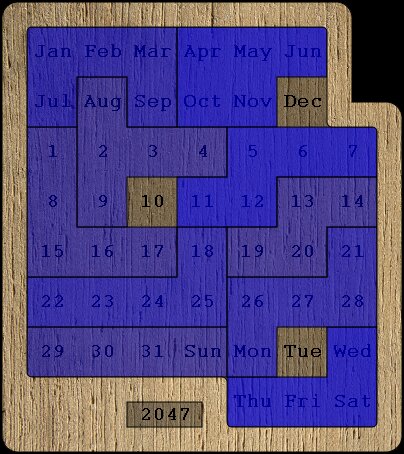 Jan Feb Mar Apr May Jun
Jul Aug Sep Oct Nov Dec
1 2 3 4 5 6 7
8 9 10 11 12 13 14
15 16 17 18 19 20 21
22 23 24 25 26 27 28
29 30 31 Sun Mon Tue Wed
Thu Fri Sat
2047